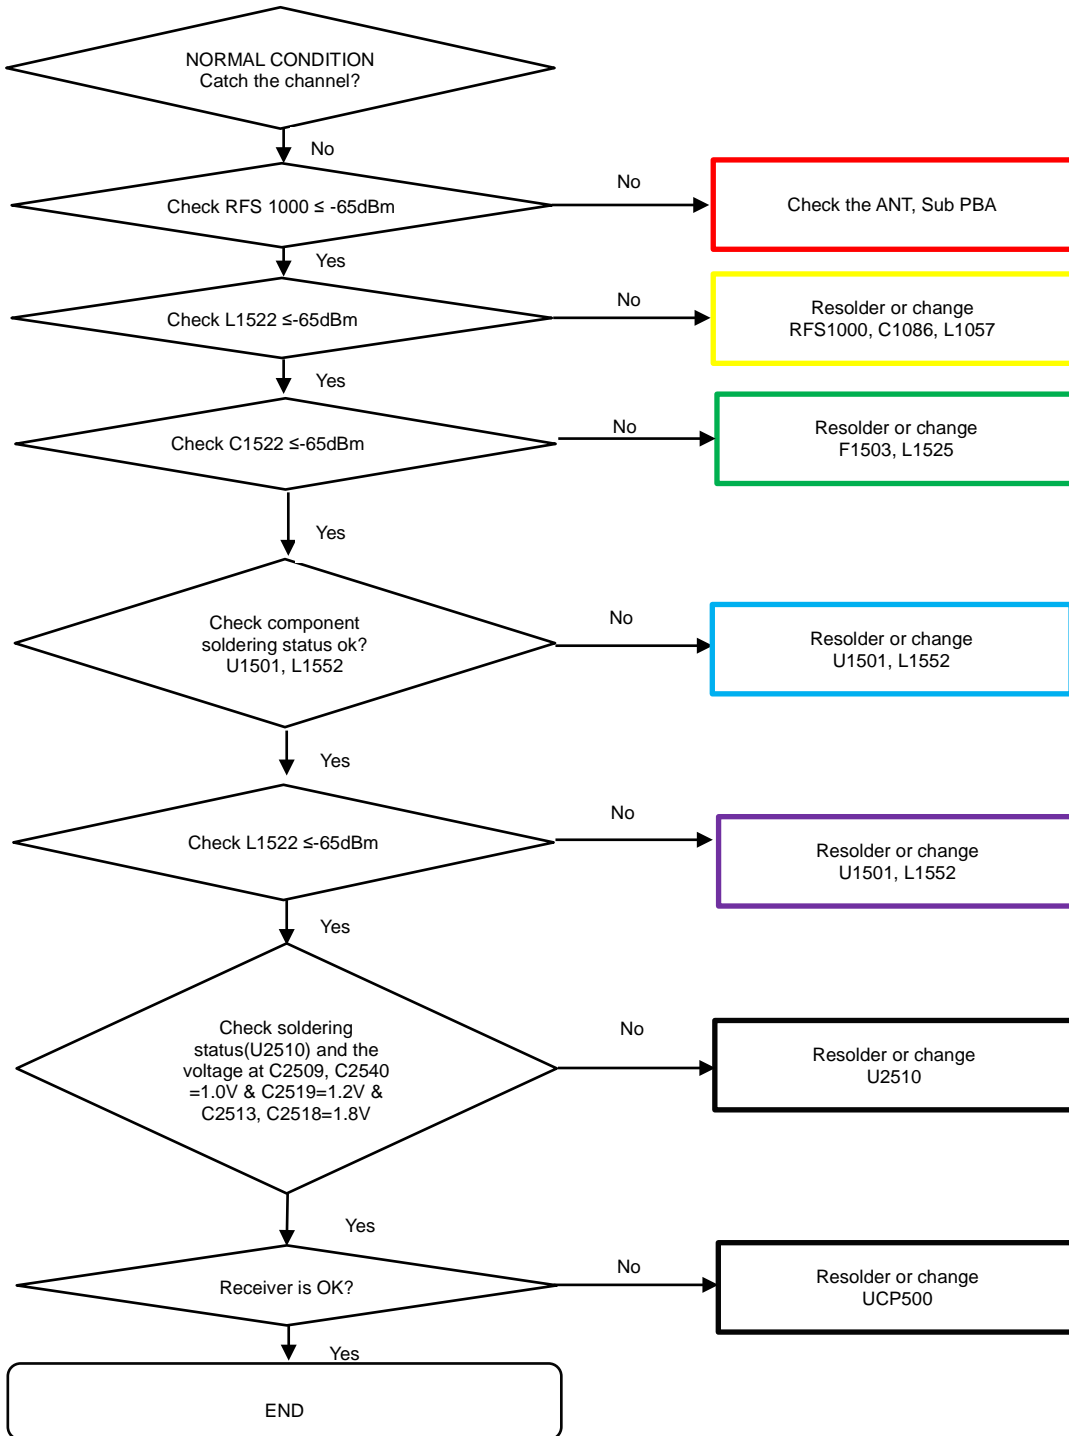 NORMAL CONDITION
Catch the channel?
No
Check RFS 1000 ≤ -65dBm
No
Check the ANT, Sub PBA
Yes
Check L1522 ≤-65dBm
No
Resolder or change
RFS1000, C1086, L1057
Yes
Check C1522 ≤-65dBm
No
Resolder or change
F1503, L1525
Yes
Check component
soldering status ok?
U1501, L1552
No
Resolder or change
U1501, L1552
Yes
Check L1522 ≤-65dBm
No
Resolder or change
U1501, L1552
Yes
Check soldering
status(U2510) and the
voltage at C2509, C2540
=1.0V & C2519=1.2V &
C2513, C2518=1.8V
No
Resolder or change
U2510
Yes
Receiver is OK?
No
Resolder or change
UCP500
Yes
END